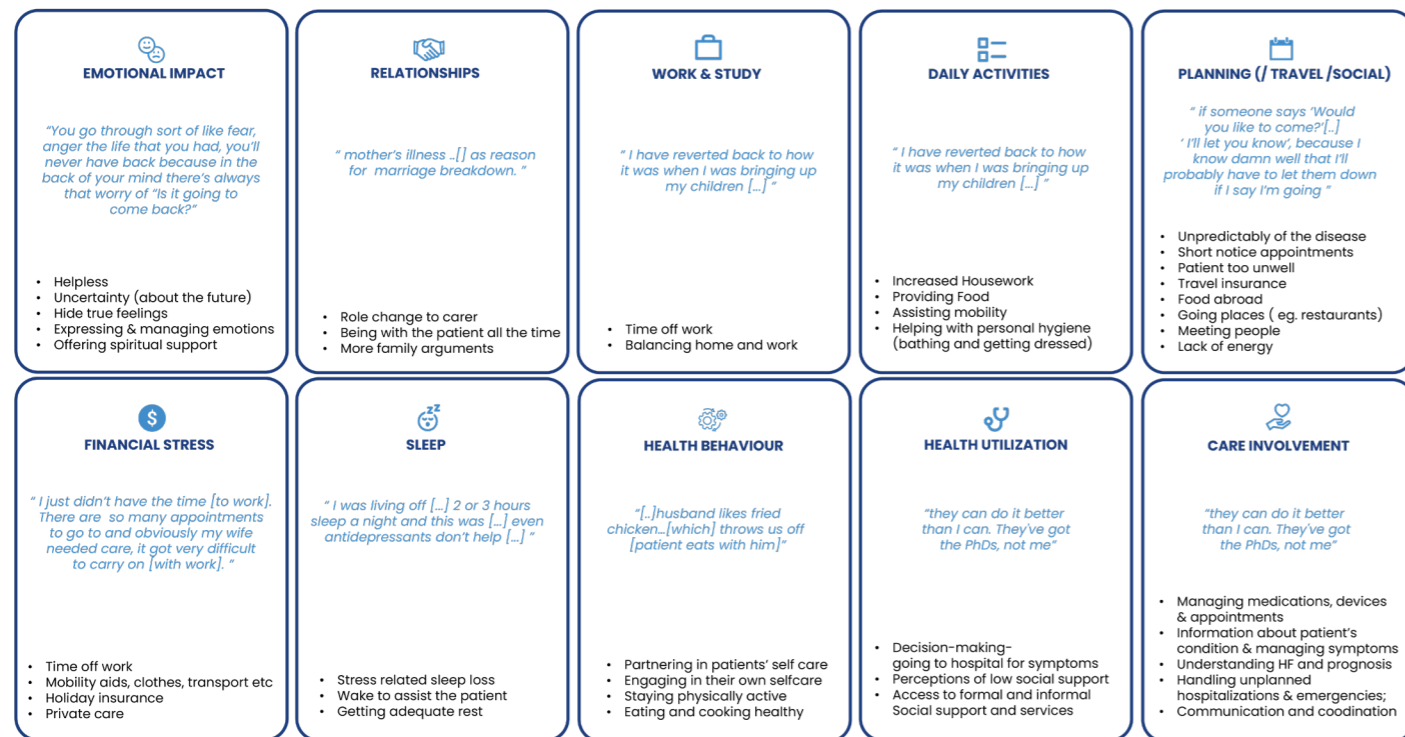 EMOTIONAL IMPACT
"You go through sort of like fear,
anger the life that you had, you'll
never have back because in the
back of your mind there's always
that worry of "Is it going to
come back?"
• Helpless
• Uncertainty (about the future)
• Hide true feelings
• Expressing & managing emotions
• Offering spiritual support
RELATIONSHIPS
" mother's illness ..[] as reason
for marriage breakdown. "
• Role change to carer
• Being with the patient all the time
• More family arguments
WORK & STUDY
" I have reverted back to how
it was when I was bringing up
my children [...] "
• Time off work
• Balancing home and work
DAILY ACTIVITIES
" I have reverted back to how
it was when I was bringing up
my children [...] "
• Increased Housework
• Providing Food
• Assisting mobility
• Helping with personal hygiene
(bathing and getting dressed)
PLANNING (/ TRAVEL /SOCIAL)
" if someone says 'Would
you like to come?'[..]
' I'll let you know', because I
know damn well that I'll
probably have to let them down
if I say I'm going "
• Unpredictably of the disease
• Short notice appointments
• Patient too unwell
• Travel insurance
• Food abroad
• Going places ( eg. restaurants)
• Meeting people
• Lack of energy
$
FINANCIAL STRESS
" I just didn't have the time [to work].
There are so many appointments
to go to and obviously my wife
needed care, it got very difficult
to carry on [with work]. "
• Time off work
• Mobility aids, clothes, transport etc
• Holiday insurance
• Private care
zz
SLEEP
" I was living off [...] 2 or 3 hours
sleep a night and this was [...] even
antidepressants don't help [...] "
• Stress related sleep loss
• Wake to assist the patient
• Getting adequate rest
HEALTH BEHAVIOUR
"[..]husband likes fried
chicken...[which] throws us off
[patient eats with him]"
• Partnering in patients' self care
• Engaging in their own selfcare
• Staying physically active
• Eating and cooking healthy
HEALTH UTILIZATION
"they can do it better
than I can. They've got
the PhDs, not me"
• Decision-making-
going to hospital for symptoms
• Perceptions of low social support
• Access to formal and informal
Social support and services
CARE INVOLVEMENT
"they can do it better
than I can. They've got
the PhDs, not me"
• Managing medications, devices
& appointments
• Information about patient's
condition & managing symptoms
• Understanding HF and prognosis
• Handling unplanned
hospitalizations & emergencies;
• Communication and coodination